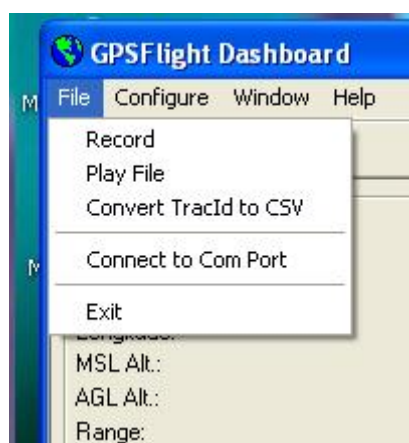 GPSFlight Dashboard
M File Configure Window Help
Record
Play File
Convert TracId to CSV
Connect to Com Port
Exit
MSL Alt.:
AGL Alt.:
Range: